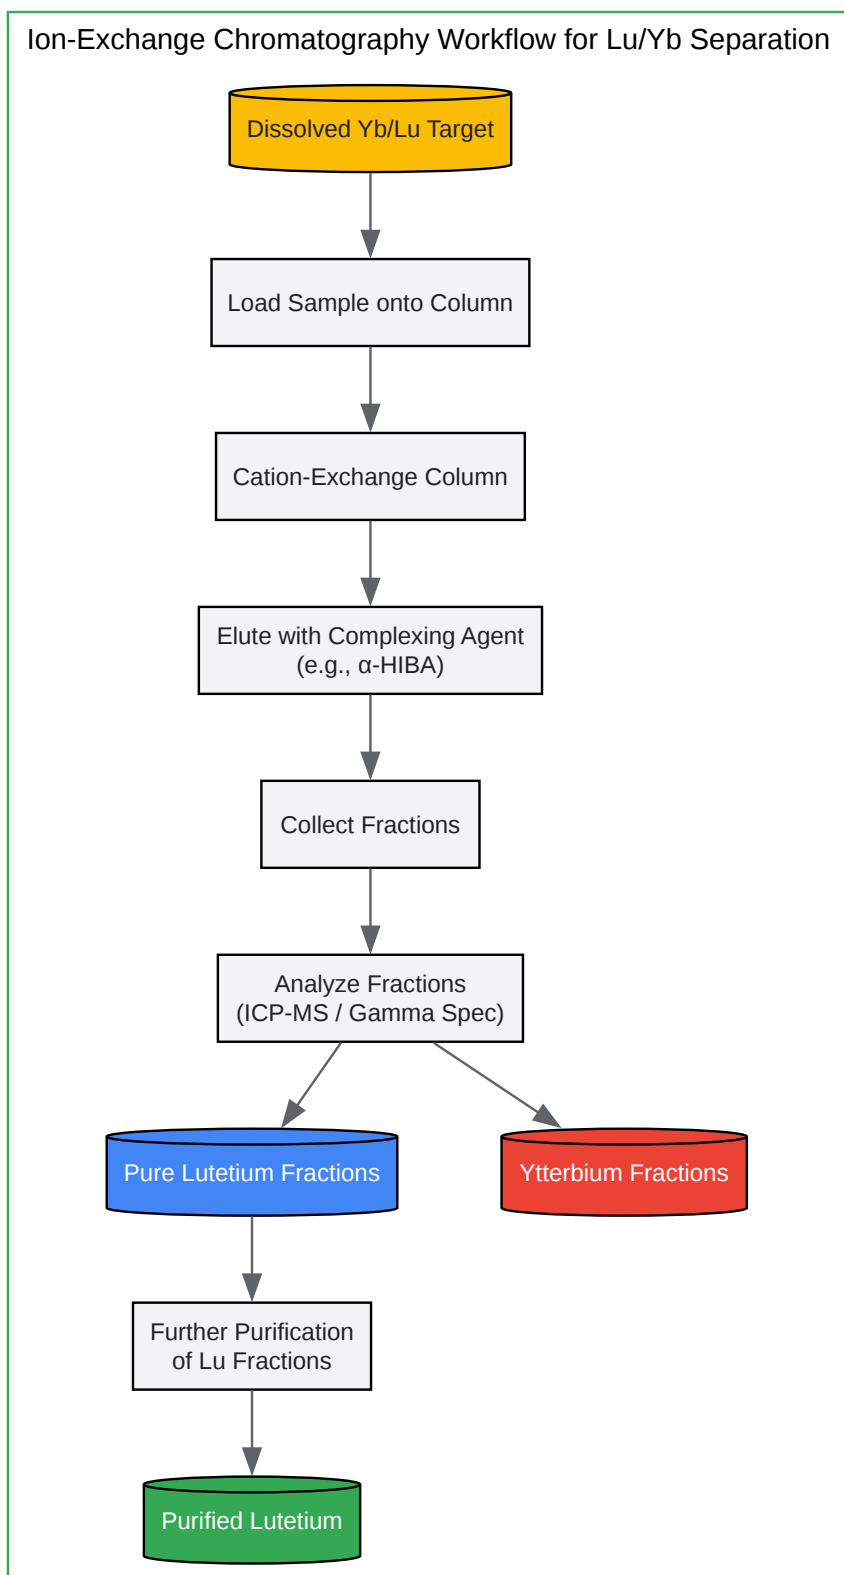 Ion-Exchange Chromatography Workflow for Lu/Yb Separation
Dissolved Yb/Lu Target
Load Sample onto Column
Cation-Exchange Column
Elute with Complexing Agent
(e.g., α-HIBA)
Collect Fractions
Analyze Fractions
(ICP-MS / Gamma Spec)
Pure Lutetium Fractions
Ytterbium Fractions
Further Purification
of Lu Fractions
Purified Lutetium